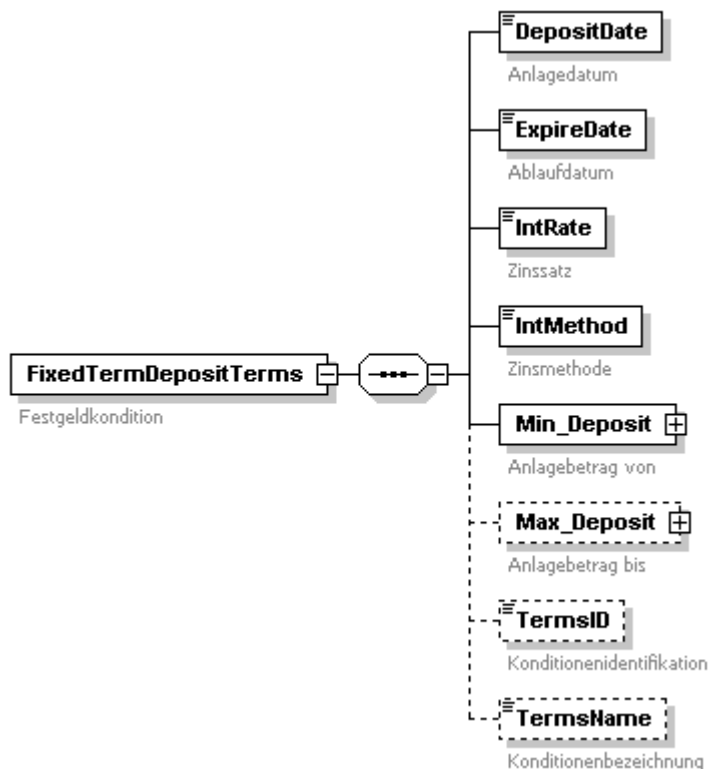 DepositDate
Anlagedatum
ExpireDate
Ablaufdatum
IntRate
Zinssatz
IntMethod
Zinsmethode
FixedTermDepositTerms
Festgeldkondition
Min_Deposit
Anlagebetrag von
Max_Deposit
Anlagebetrag bis
TermsID
Konditionenidentifikation
TermsName
Konditionenbezeichnung